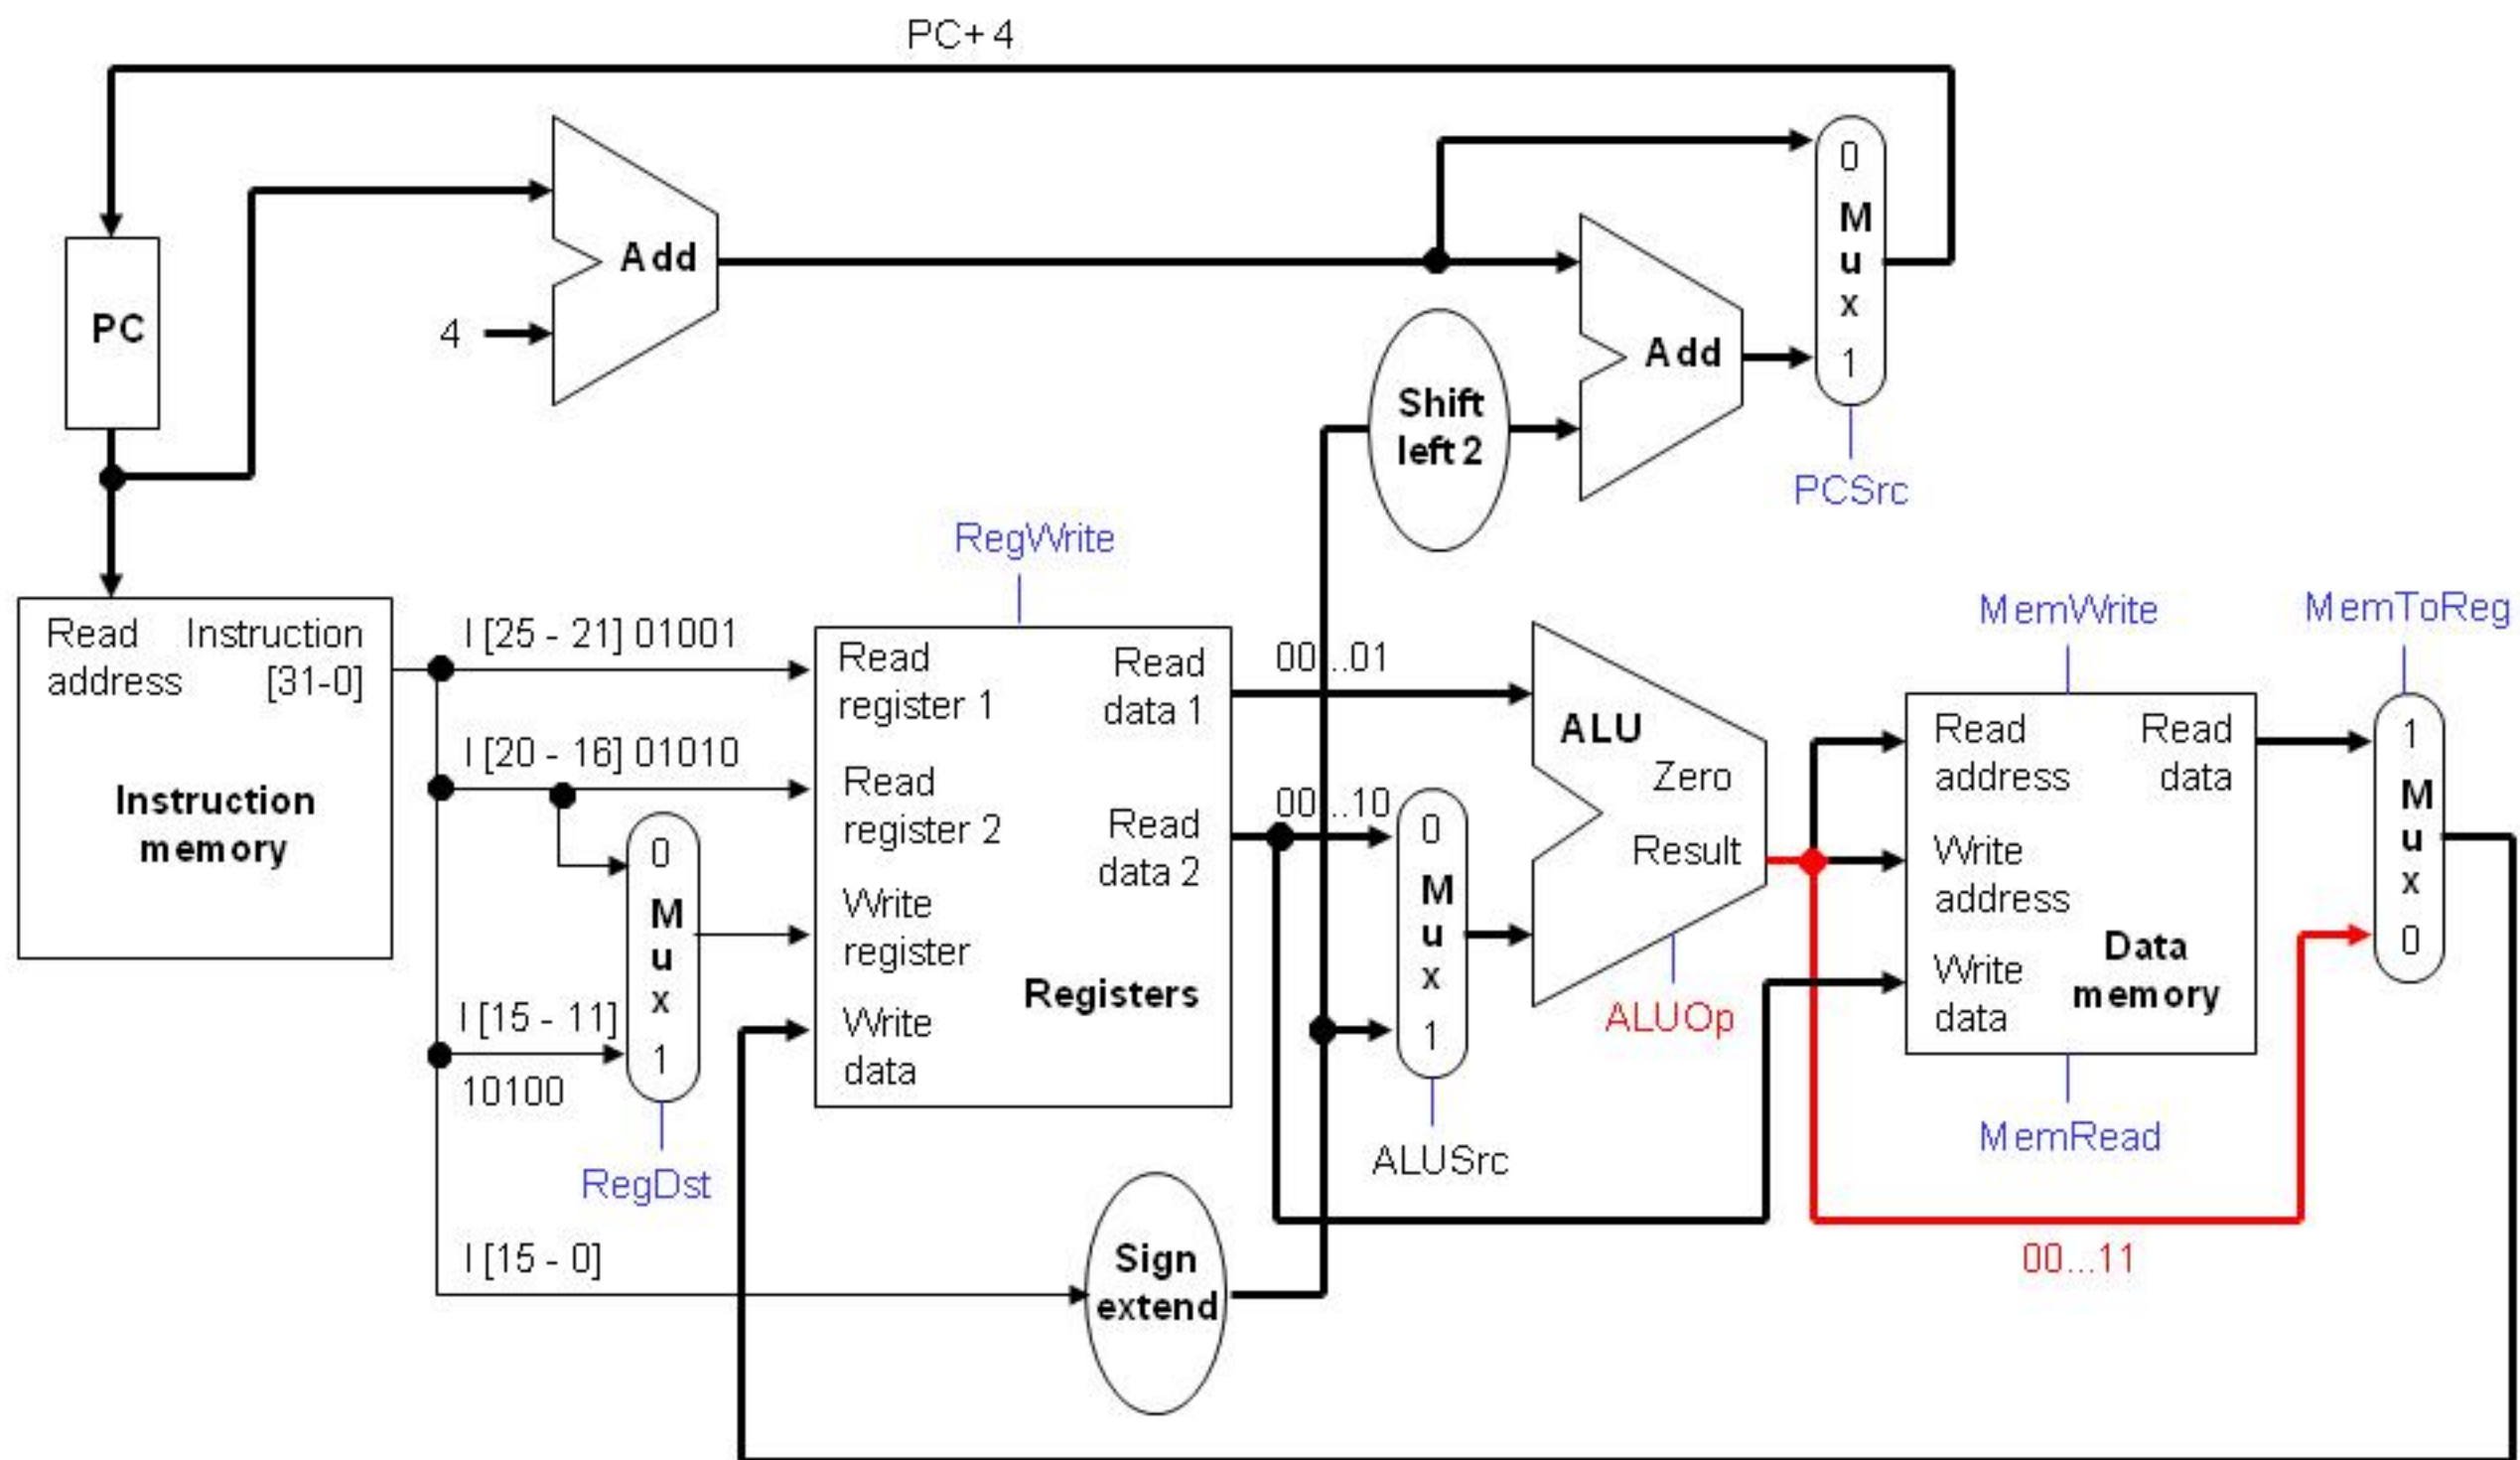 PC+ 4
0
M
u
x
1
PCSrc
Add
4
PC
Add
Shift
left 2
RegWrite
Read
address
Instruction
[31-0]
Instruction
memory
I [25 - 21] 01001
I [20 - 16] 01010
I [15 - 11]
10100
I [15 - 0]
0
M
u
x
1
RegDst
Read
register 1
Read
register 2
Write
register
Write
data
Read
data 1
Read
data 2
Registers
Sign
extend
00...01
00...10
0
M
u
x
1
ALUSrc
ALU
Zero
Result
ALUOp
MemWrite
Read
address
Write
address
Write
data
Read
data
Data
memory
MemRead
MemToReg
1
M
u
x
0
00...11